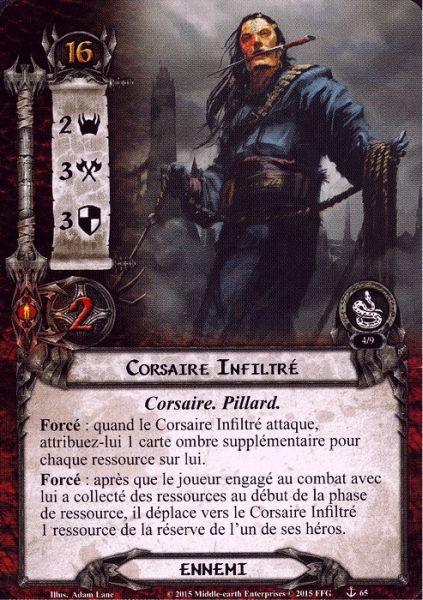 16
2
3
3
2
4/9
Corsaire Infiltré
Corsaire. Pillard.
Forcé : quand le Corsaire Infiltré attaque,
attribuez-lui 1 carte ombre supplémentaire pour
chaque ressource sur lui.
Forcé : après que le joueur engagé au combat avec
lui a collecté des ressources au début de la phase
de ressource, il déplace vers le Corsaire Infiltré
1 ressource de la réserve de l'un de ses héros.
ENNEMI
Illus. Adam Lane © 2015 Middle-earth Enterprises © 2015 FFG 65